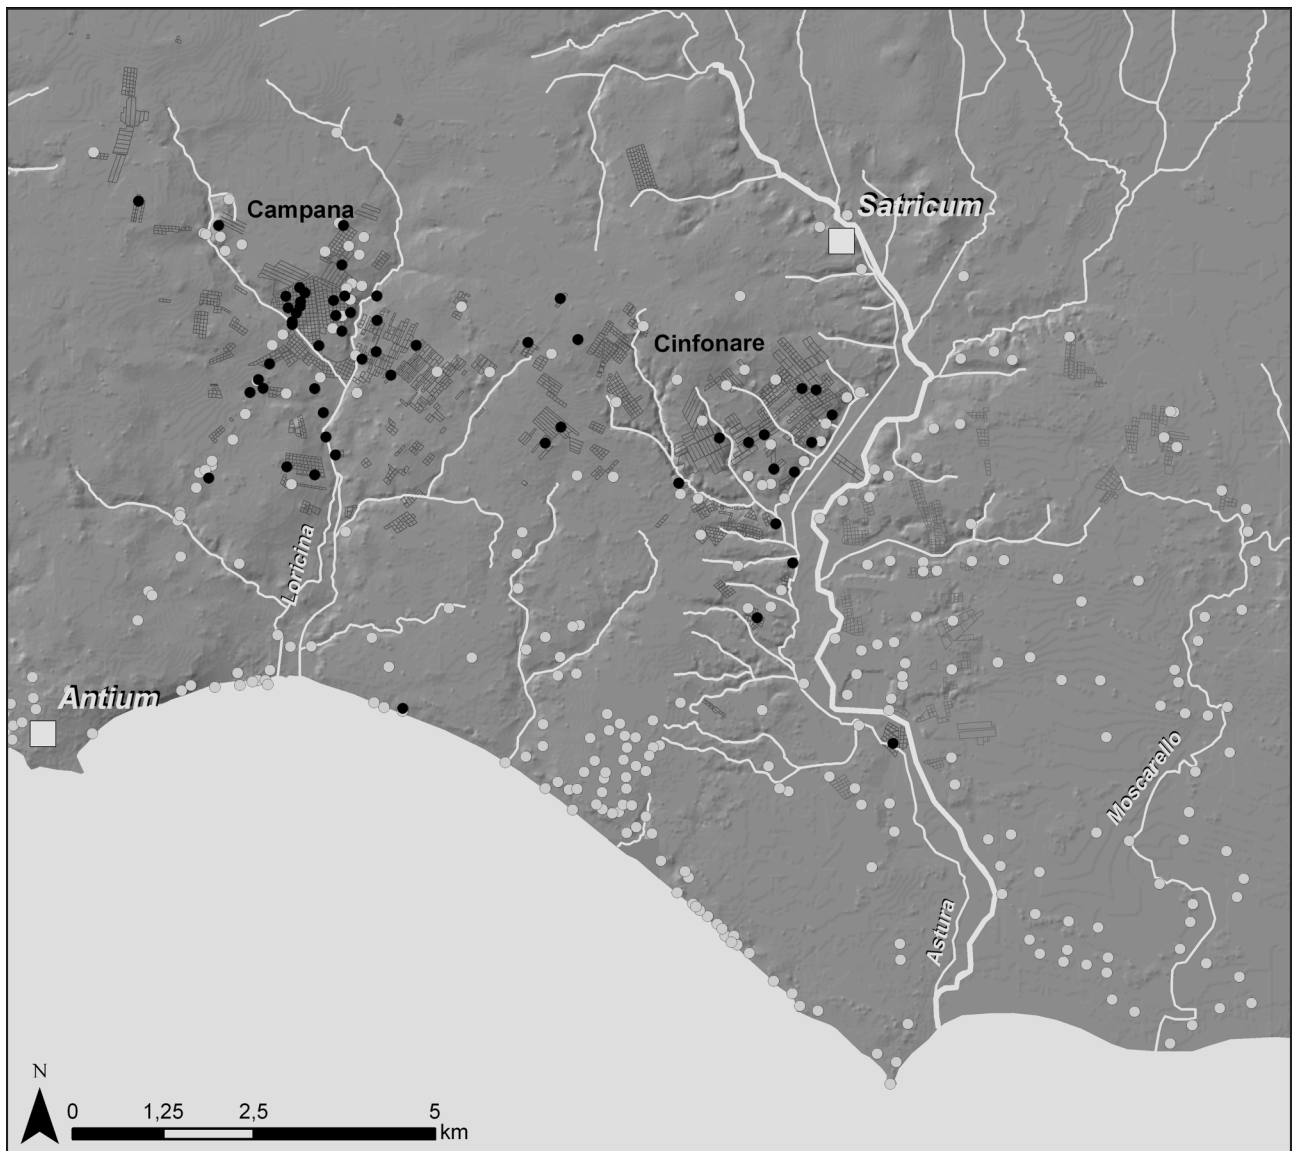 Campana
Satricum
Cinfonare
Loricina
Antium
Moscarello
Astura
N
0 1,25 2,5 5
km